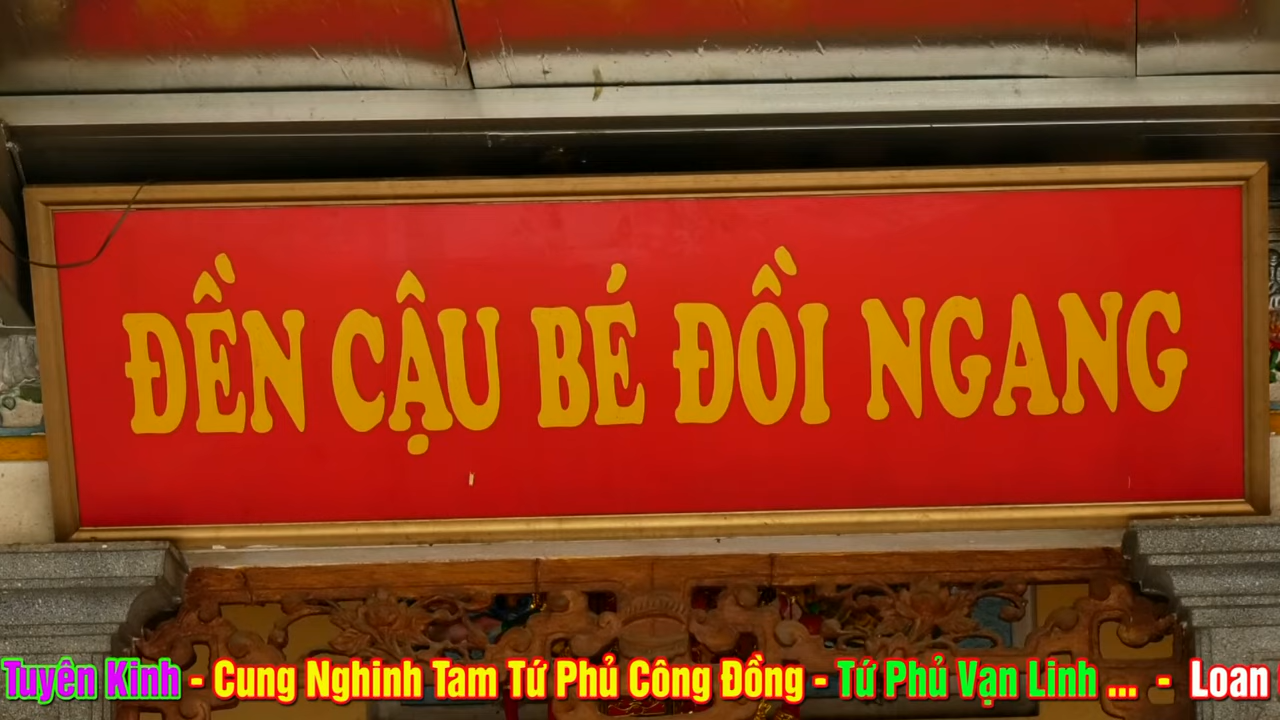 ĐỀN CẬU BÉ ĐỒI NGANG
Tuyên Kinh - Cung Nghinh Tam Tứ Phủ Công Đồng - Tứ Phủ Vạn Linh ... - Loan